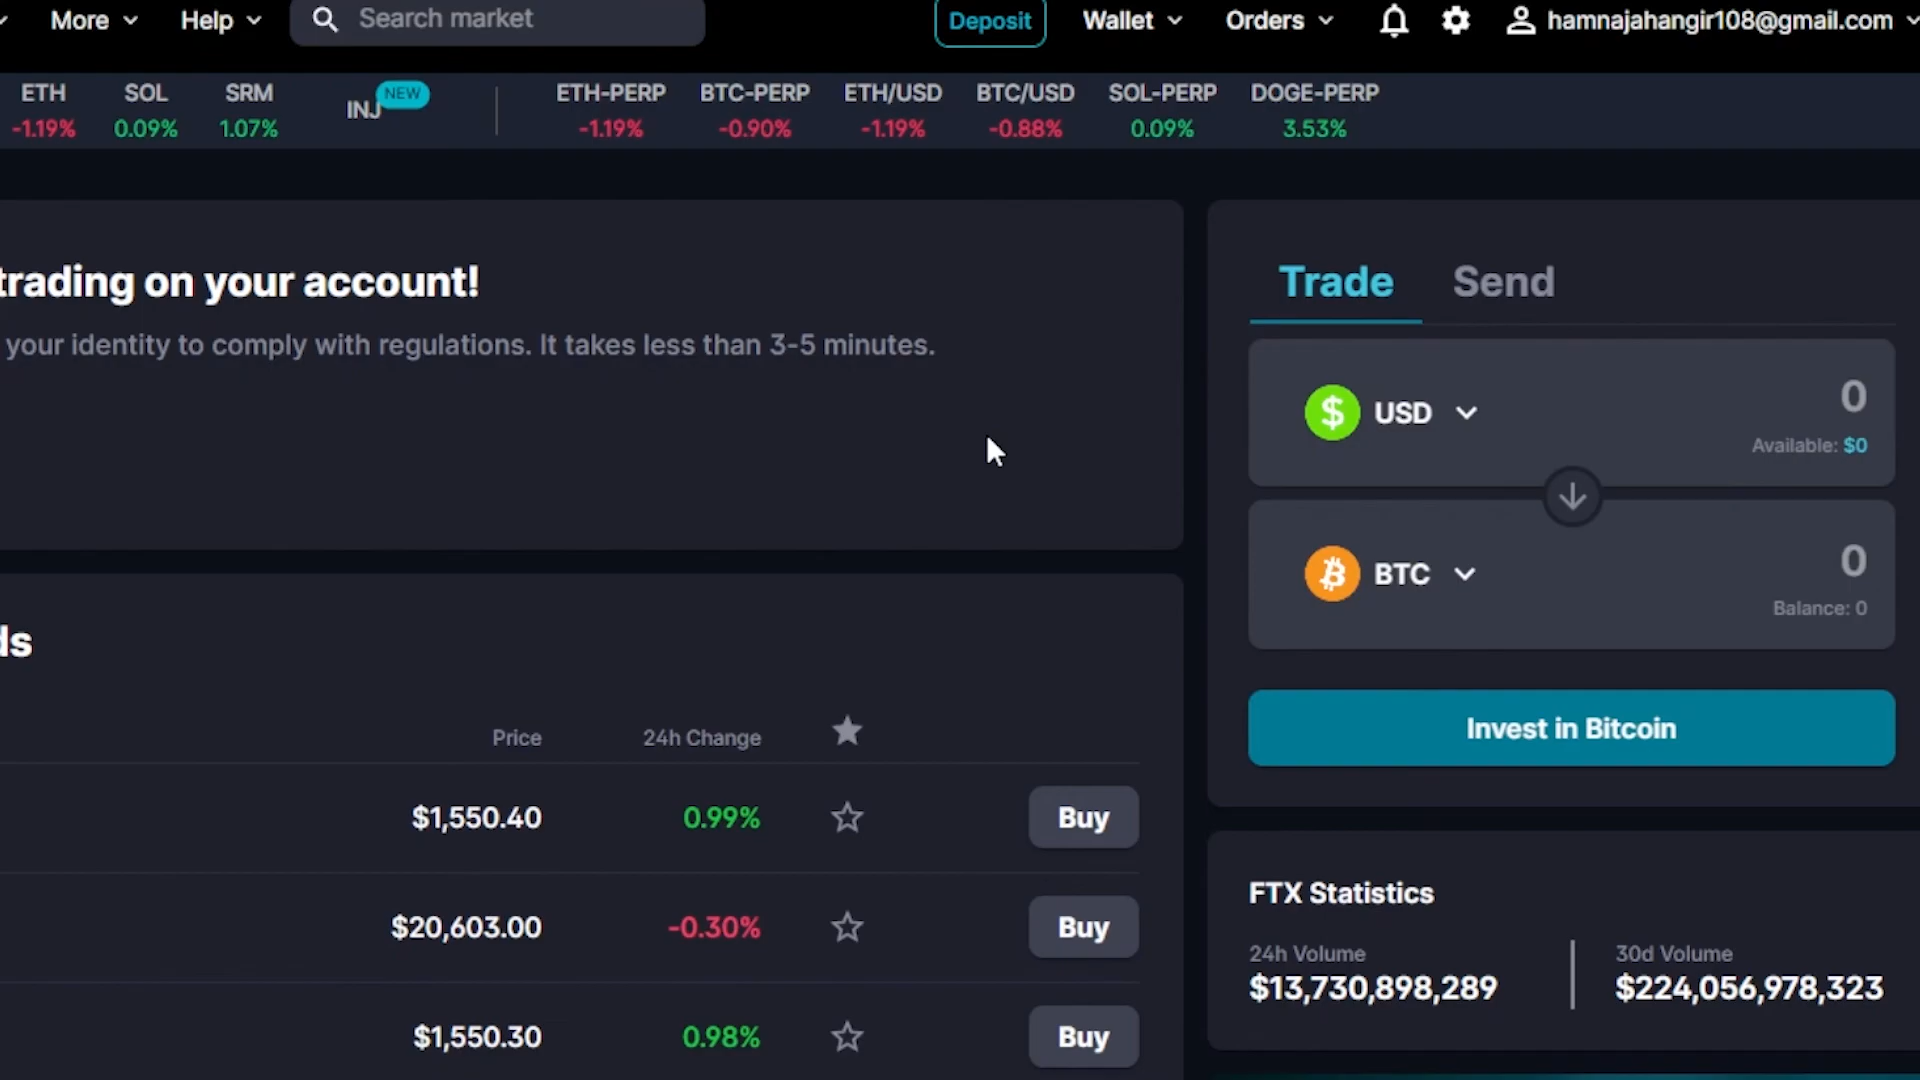 More
Help
Search market
Deposit
Wallet
Orders
hamnajahangir108@gmail.com
ETH
-1.19%
SOL
0.09%
SRM
1.07%
INJ
NEW
ETH-PERP
-1.19%
BTC-PERP
-0.90%
ETH/USD
-1.19%
BTC/USD
-0.88%
SOL-PERP
0.09%
DOGE-PERP
3.53%
trading on your account!
your identity to comply with regulations. It takes less than 3-5 minutes.
Trade
Send
USD
0
Available: $0
BTC
0
Balance: 0
Invest in Bitcoin
ds
Price
24h Change
$1,550.40
0.99%
Buy
$20,603.00
-0.30%
Buy
$1,550.30
0.98%
Buy
FTX Statistics
24h Volume
$13,730,898,289
30d Volume
$224,056,978,323